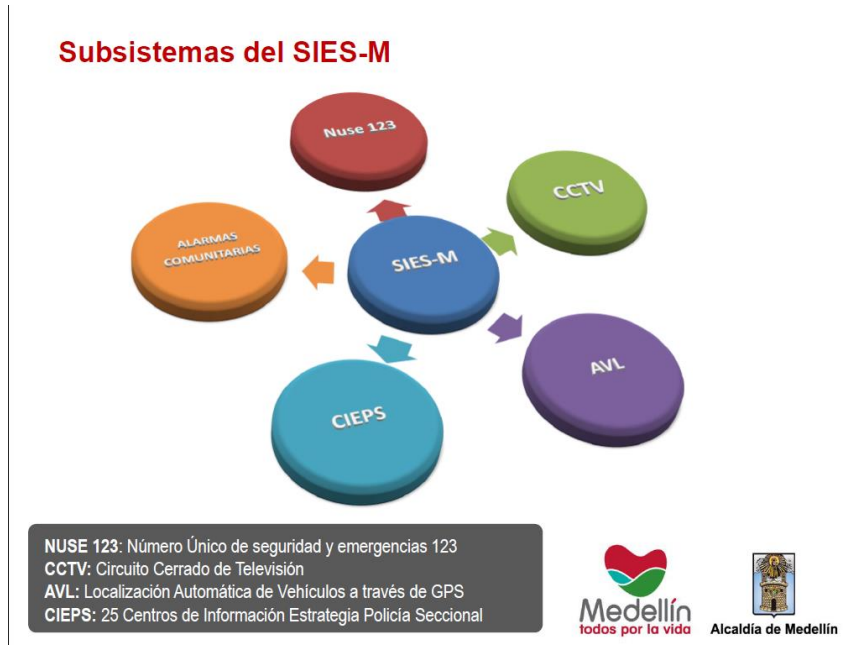 Subsistemas del SIES-M
Nuse 123
CCTV
ALARMAS
COMUNITARIAS
SIES-M
AVL
CIEPS
NUSE 123: Número Único de seguridad y emergencias 123
CCTV: Circuito Cerrado de Televisión
AVL: Localización Automática de Vehículos a través de GPS
CIEPS: 25 Centros de Información Estrategia Policía Seccional
Medellín
todos por la vida
Alcaldía de Medellín